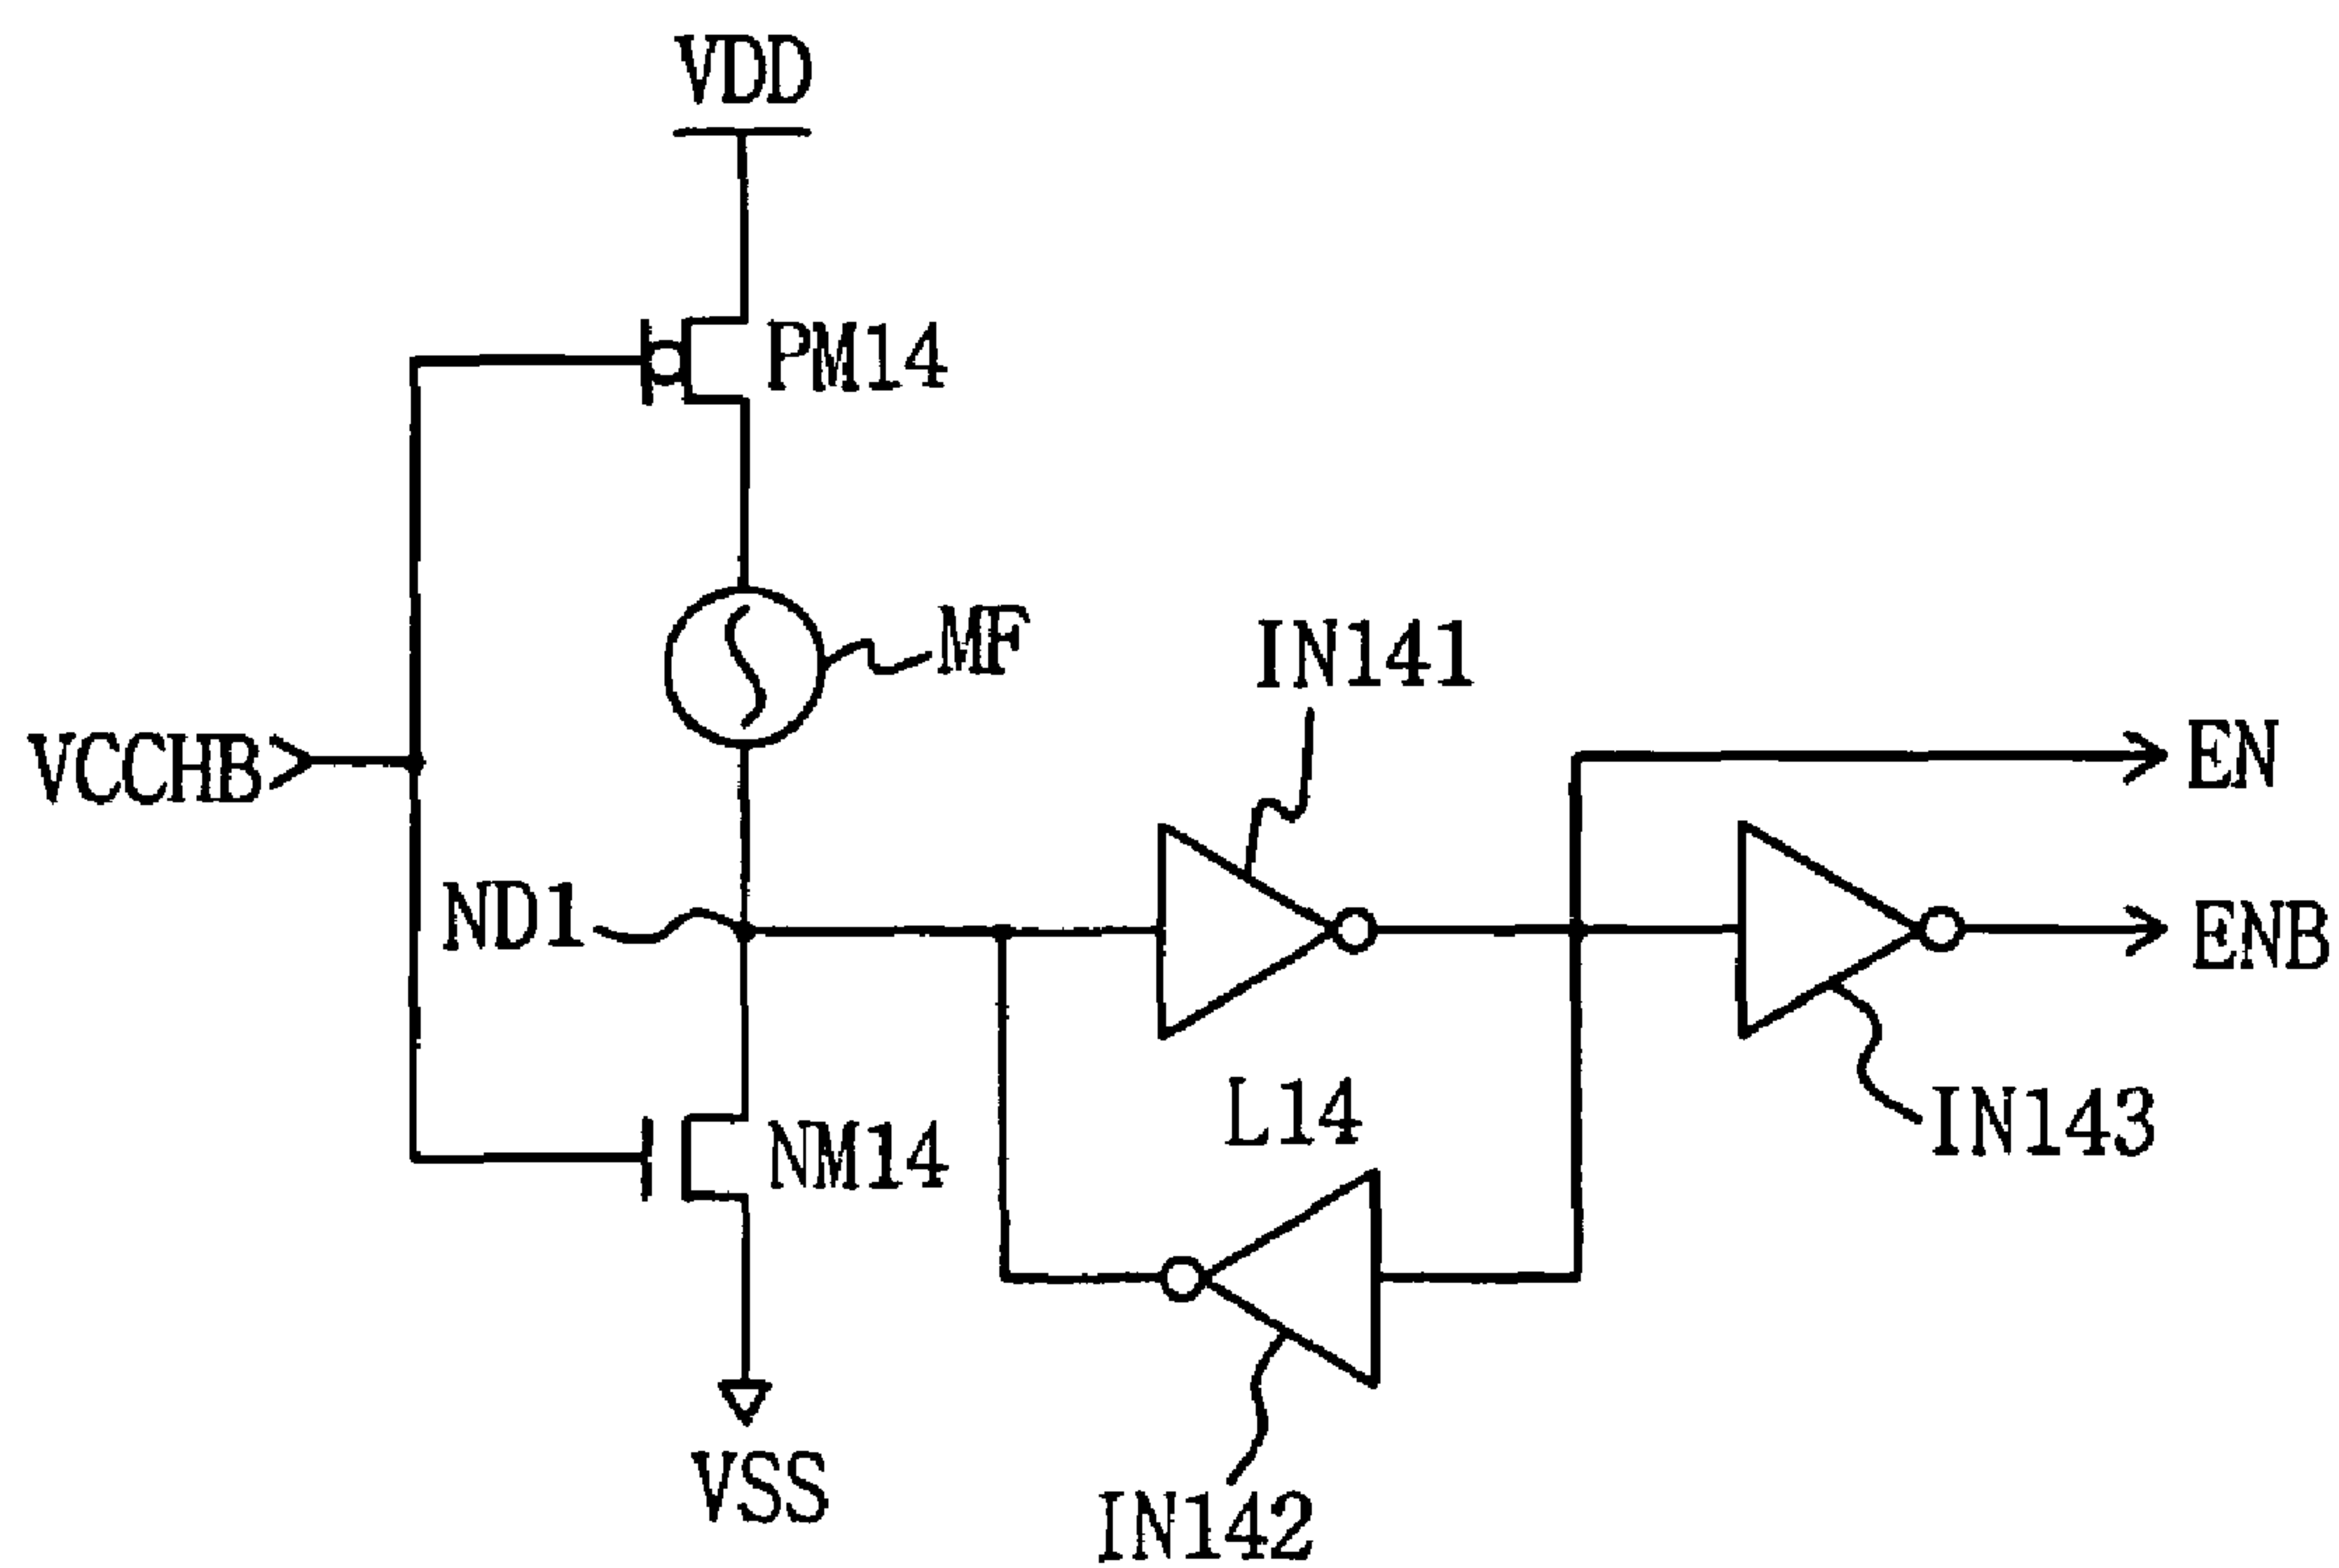 VDD
PM14
MF
IN141
VCCHB
EN
ND1
ENB
L14
NM14
IN143
VSS
IN142